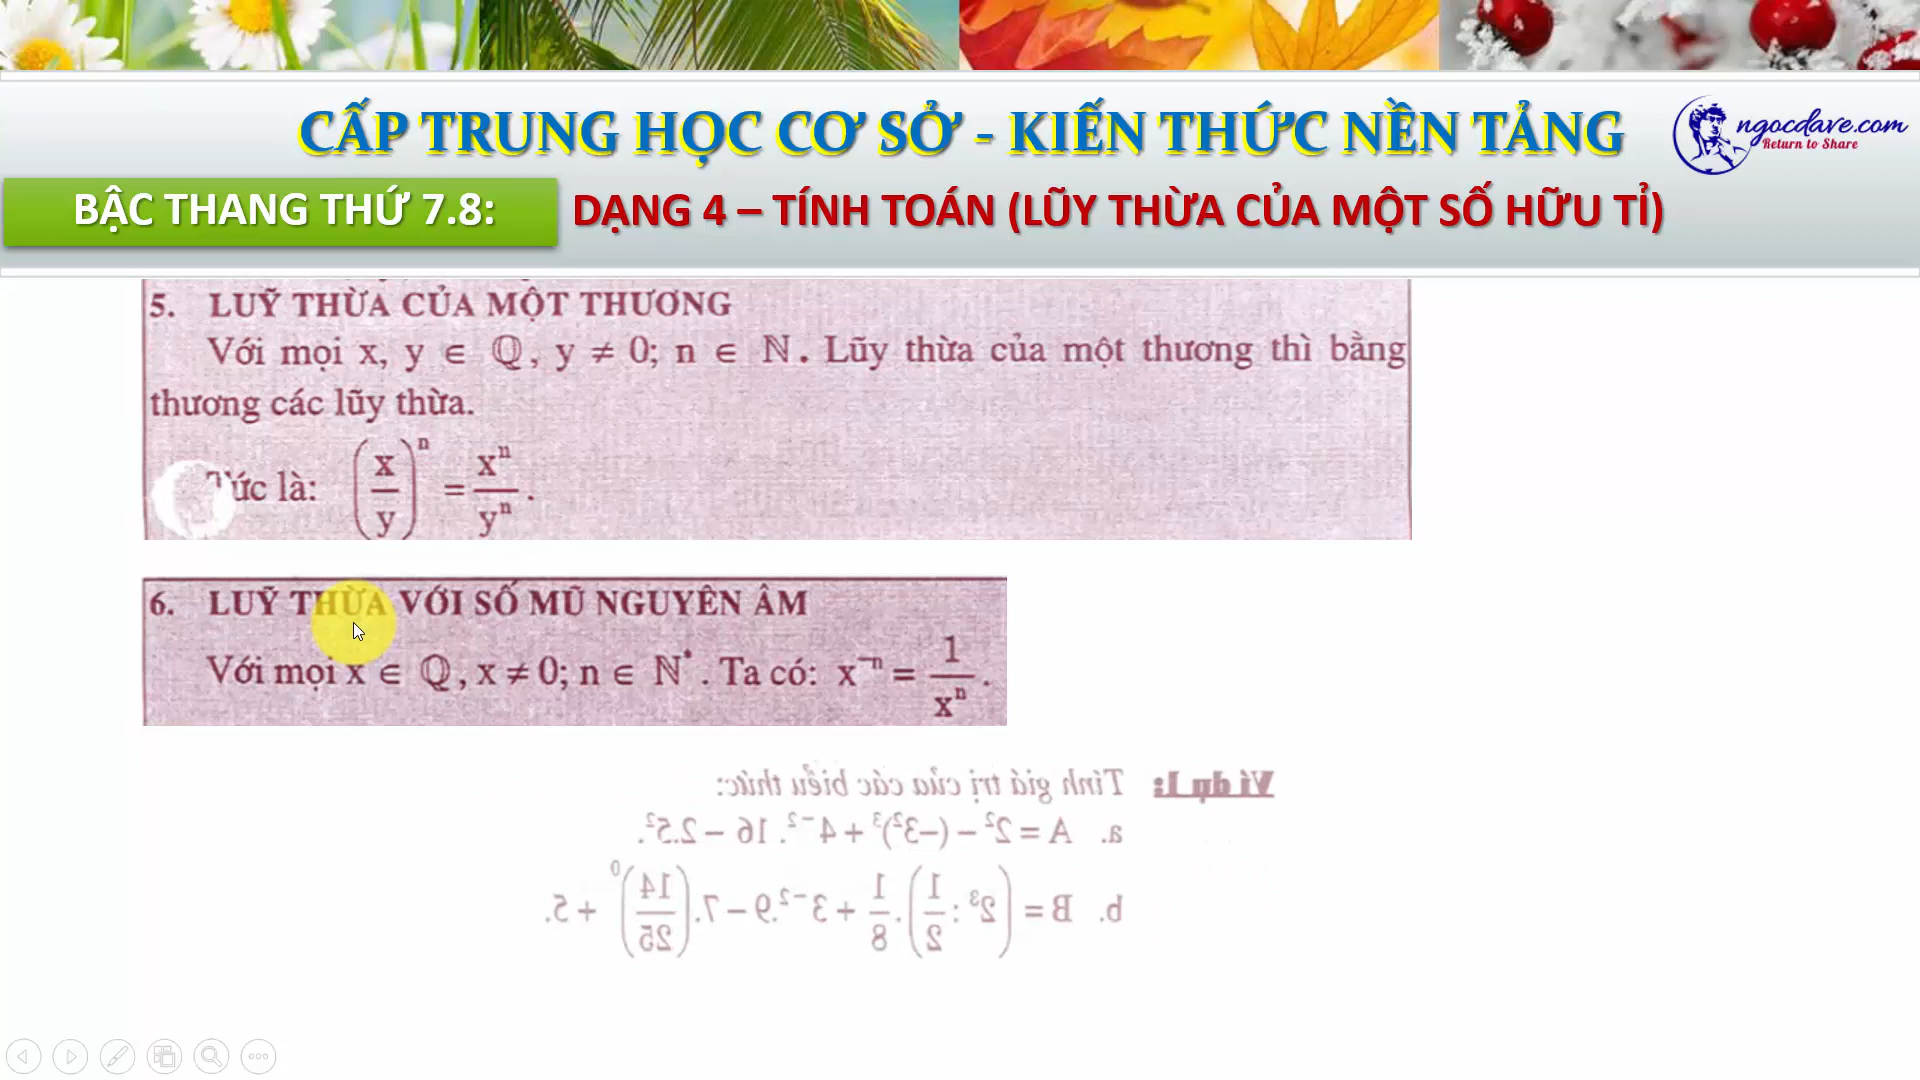 CẤP TRUNG HỌC CƠ SỞ - KIẾN THỨC NỀN TẢNG
ngocdave.com
Return to Share
BẬC THANG THỨ 7.8:
DẠNG 4 – TÍNH TOÁN (LŨY THỪA CỦA MỘT SỐ HỮU TỈ)
5. LUỸ THỪA CỦA MỘT THƯƠNG
Với mọi x, y ∈ ℚ, y ≠ 0; n ∈ ℕ. Lũy thừa của một thương thì bằng
thương các lũy thừa.
Tức là: (x/y)ⁿ = xⁿ/yⁿ.
6. LUỸ THỪA VỚI SỐ MŨ NGUYÊN ÂM
Với mọi x ∈ ℚ, x ≠ 0; n ∈ ℕ*. Ta có: x⁻ⁿ = 1/xⁿ.
Ví dụ 1: Tính giá trị của các biểu thức:
a. A = 2² – (–3²)³ + 4⁻². 16 – 2.5².
b. B = (2³ : 1/2). 1/8 + 3⁻².9 – 7.(14/25)⁰ + 5.